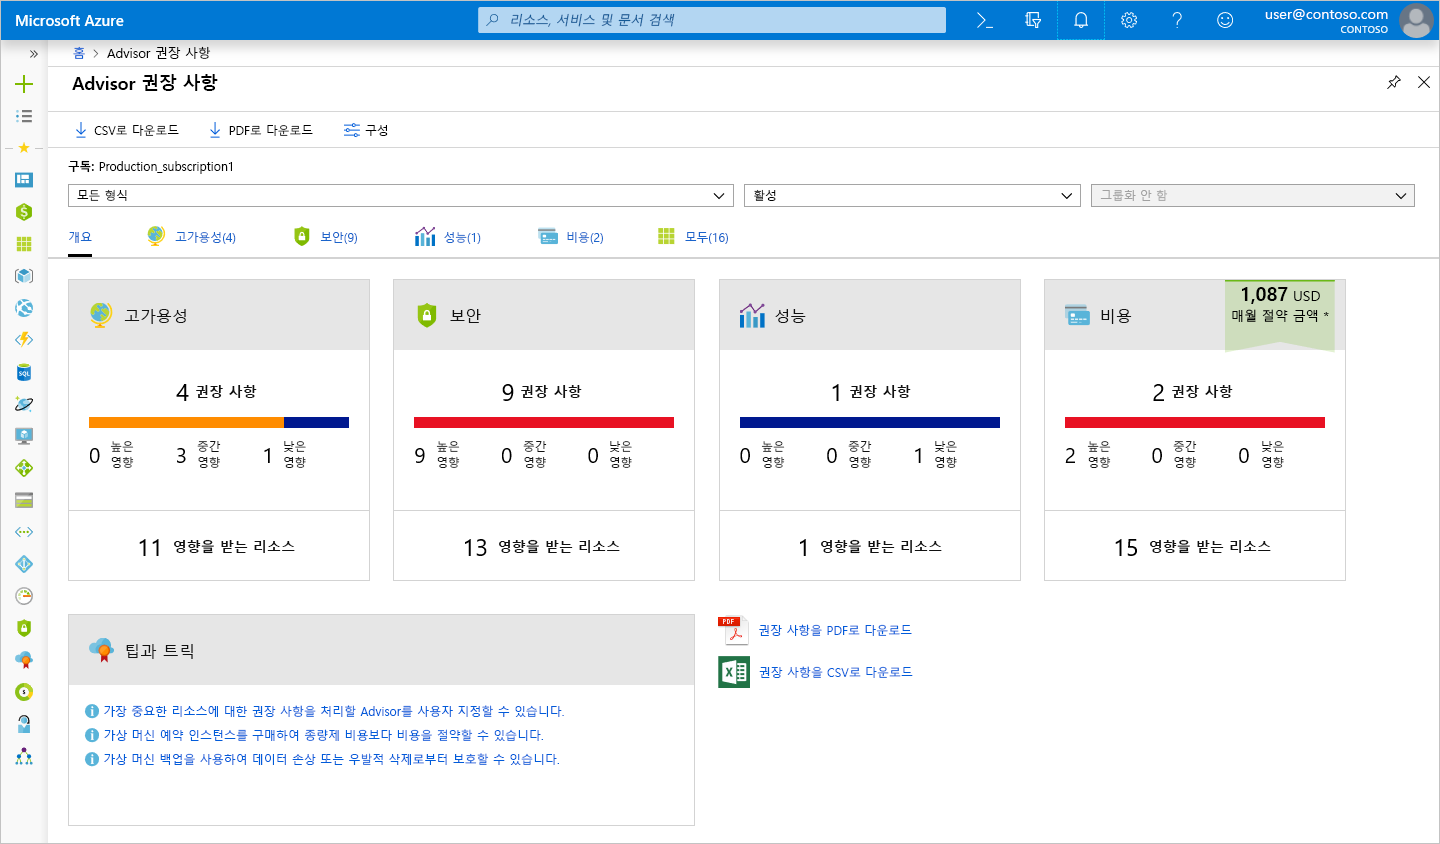 Microsoft Azure
리소스, 서비스 및 문서 검색
user@contoso.com
CONTOSO
홈 > Advisor 권장 사항
Advisor 권장 사항
CSV로 다운로드
PDF로 다운로드
구성
구독: Production_subscription1
모든 형식
활성
그룹화 안 함
개요
고가용성(4)
보안(9)
성능(1)
비용(2)
모두(16)
고가용성
4 권장 사항
0 높은 영향
3 중간 영향
1 낮은 영향
11 영향을 받는 리소스
보안
9 권장 사항
9 높은 영향
0 중간 영향
0 낮은 영향
13 영향을 받는 리소스
성능
1 권장 사항
0 높은 영향
0 중간 영향
1 낮은 영향
1 영향을 받는 리소스
비용
1,087 USD
매월 절약 금액 *
2 권장 사항
2 높은 영향
0 중간 영향
0 낮은 영향
15 영향을 받는 리소스
팁과 트릭
가장 중요한 리소스에 대한 권장 사항을 처리할 Advisor를 사용자 지정할 수 있습니다.
가상 머신 예약 인스턴스를 구매하여 종량제 비용보다 비용을 절약할 수 있습니다.
가상 머신 백업을 사용하여 데이터 손상 또는 우발적 삭제로부터 보호할 수 있습니다.
PDF
권장 사항을 PDF로 다운로드
권장 사항을 CSV로 다운로드
SQL